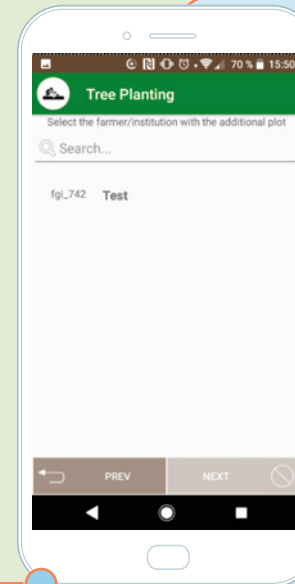 70 % 15:50
Tree Planting
Select the farmer/institution with the additional plot
Search...
fgi_742 Test
PREV NEXT